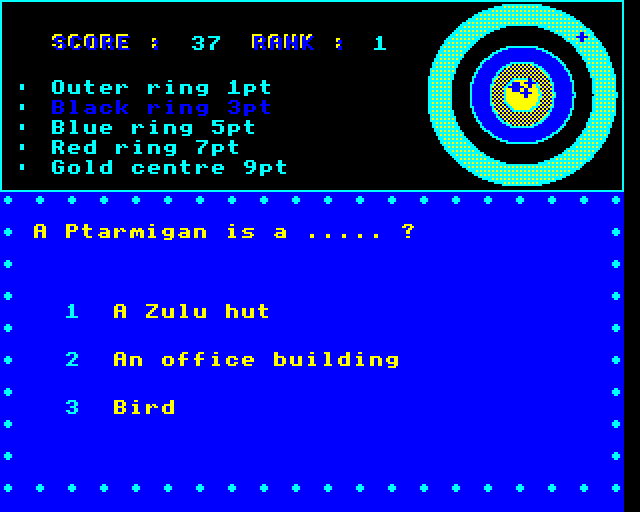 SCORE : 37 RANK : 1
Outer ring 1pt
Black ring 3pt
Blue ring 5pt
Red ring 7pt
Gold centre 9pt
A Ptarmigan is a ..... ?
1 A Zulu hut
2 An office building
3 Bird